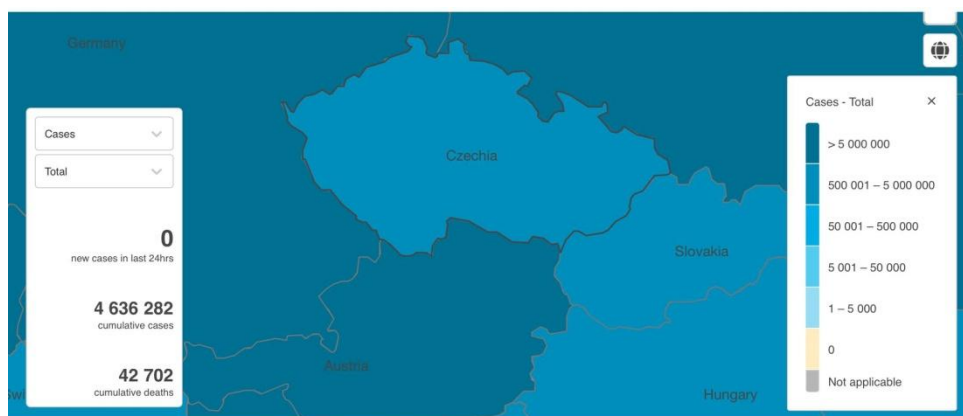 Germany
Cases
Total
0
new cases in last 24hrs
4 636 282
cumulative cases
42 702
cumulative deaths
Czechia
Slovakia
Austria
Hungary
Swi
Cases - Total ×
> 5 000 000
500 001 – 5 000 000
50 001 – 500 000
5 001 – 50 000
1 – 5 000
0
Not applicable